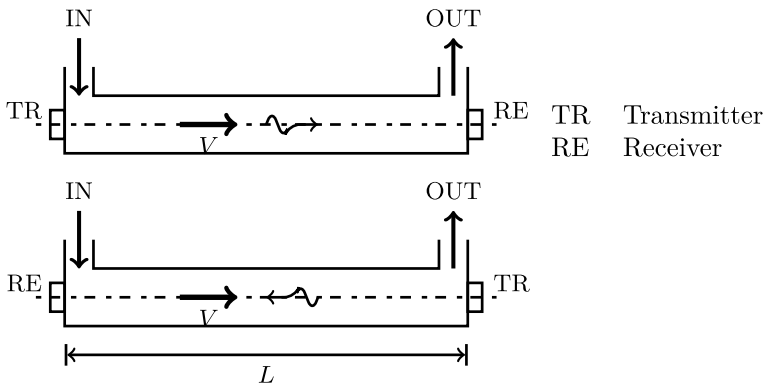 IN OUT
TR RE
V
TR Transmitter
RE Receiver
IN OUT
RE TR
V
L